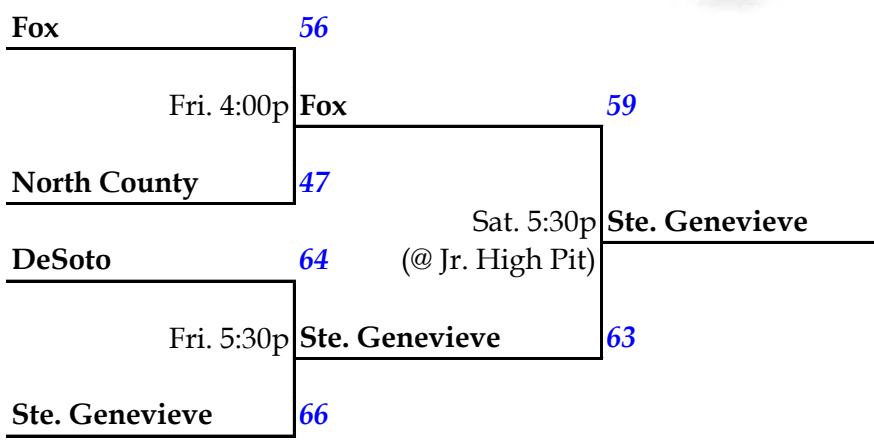 Fox 56
Fri. 4:00p Fox 59
North County 47
Sat. 5:30p Ste. Genevieve
DeSoto 64 (@ Jr. High Pit)
Fri. 5:30p Ste. Genevieve 63
Ste. Genevieve 66